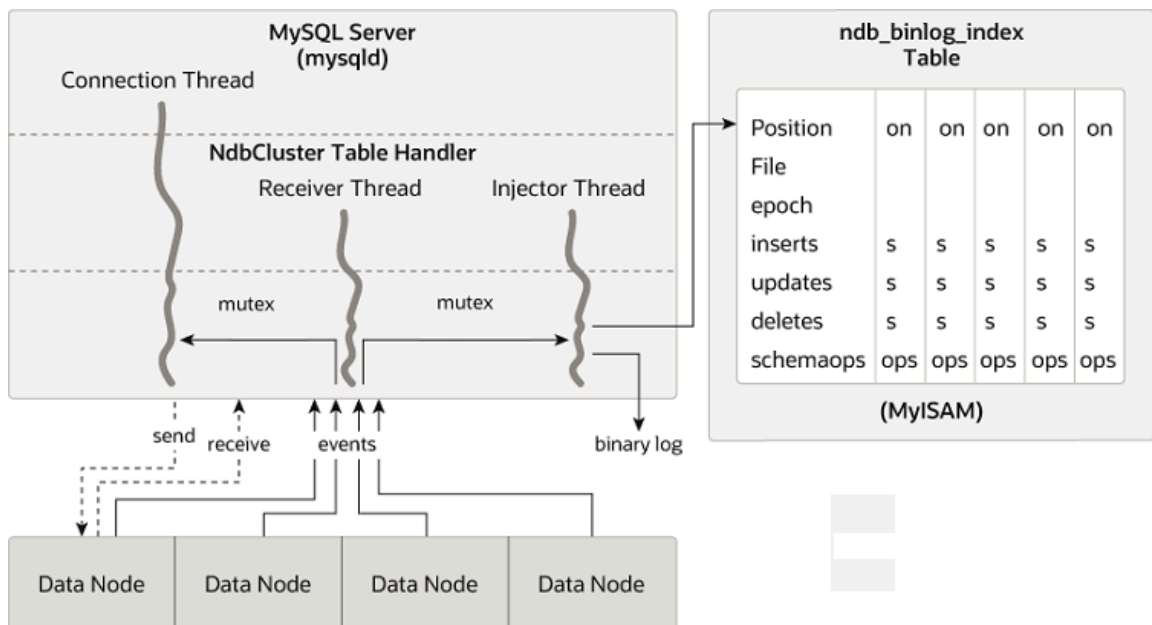 MySQL Server
(mysqld)
Connection Thread
NdbCluster Table Handler
Receiver Thread
Injector Thread
mutex
mutex
send
receive
events
binary log
Data Node
Data Node
Data Node
Data Node
ndb_binlog_index
Table
Position on on on on on
File
epoch
inserts s s s s s
updates s s s s s
deletes s s s s s
schemaops ops ops ops ops ops
(MyISAM)